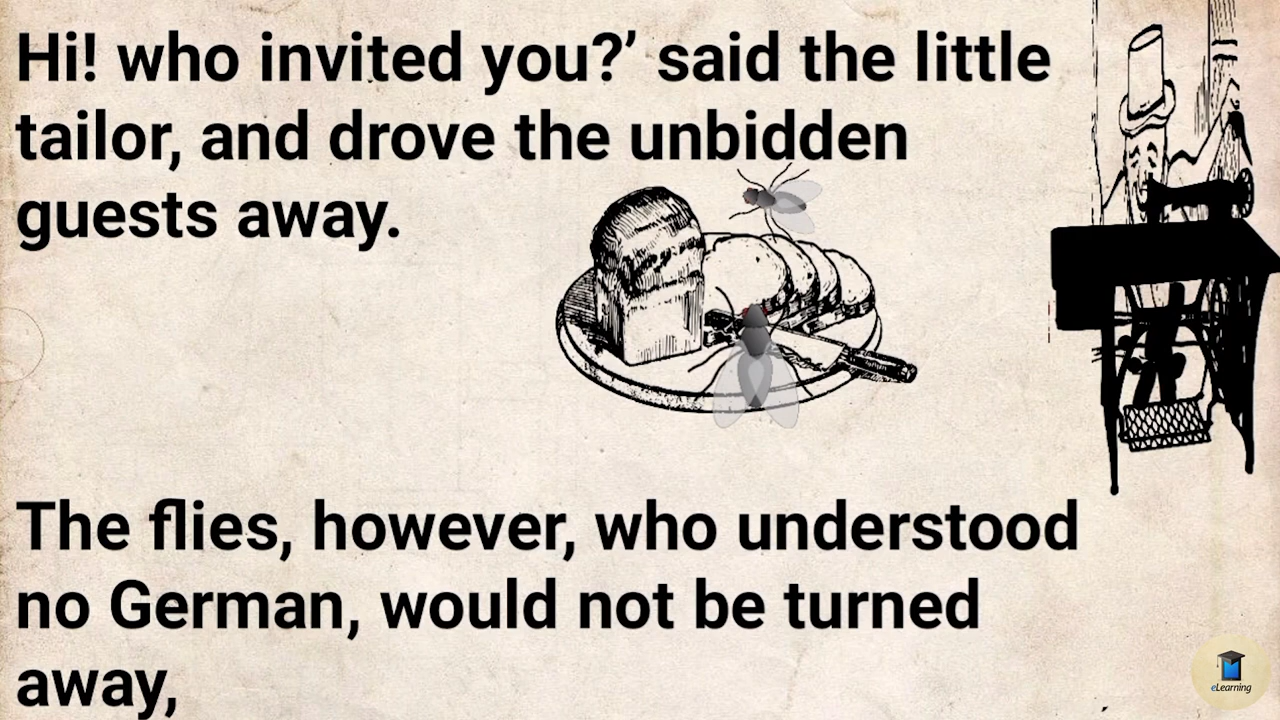 Hi! who invited you?’ said the little
tailor, and drove the unbidden
guests away.
The flies, however, who understood
no German, would not be turned
away,
eLearning